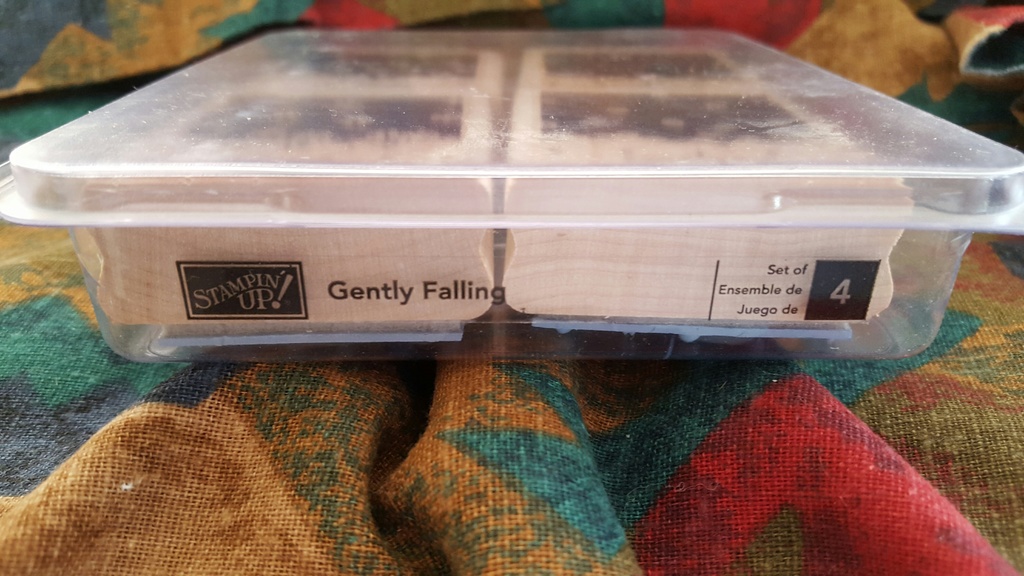 STAMPIN'
UP!
Gently Falling
Set of
Ensemble de
Juego de
4